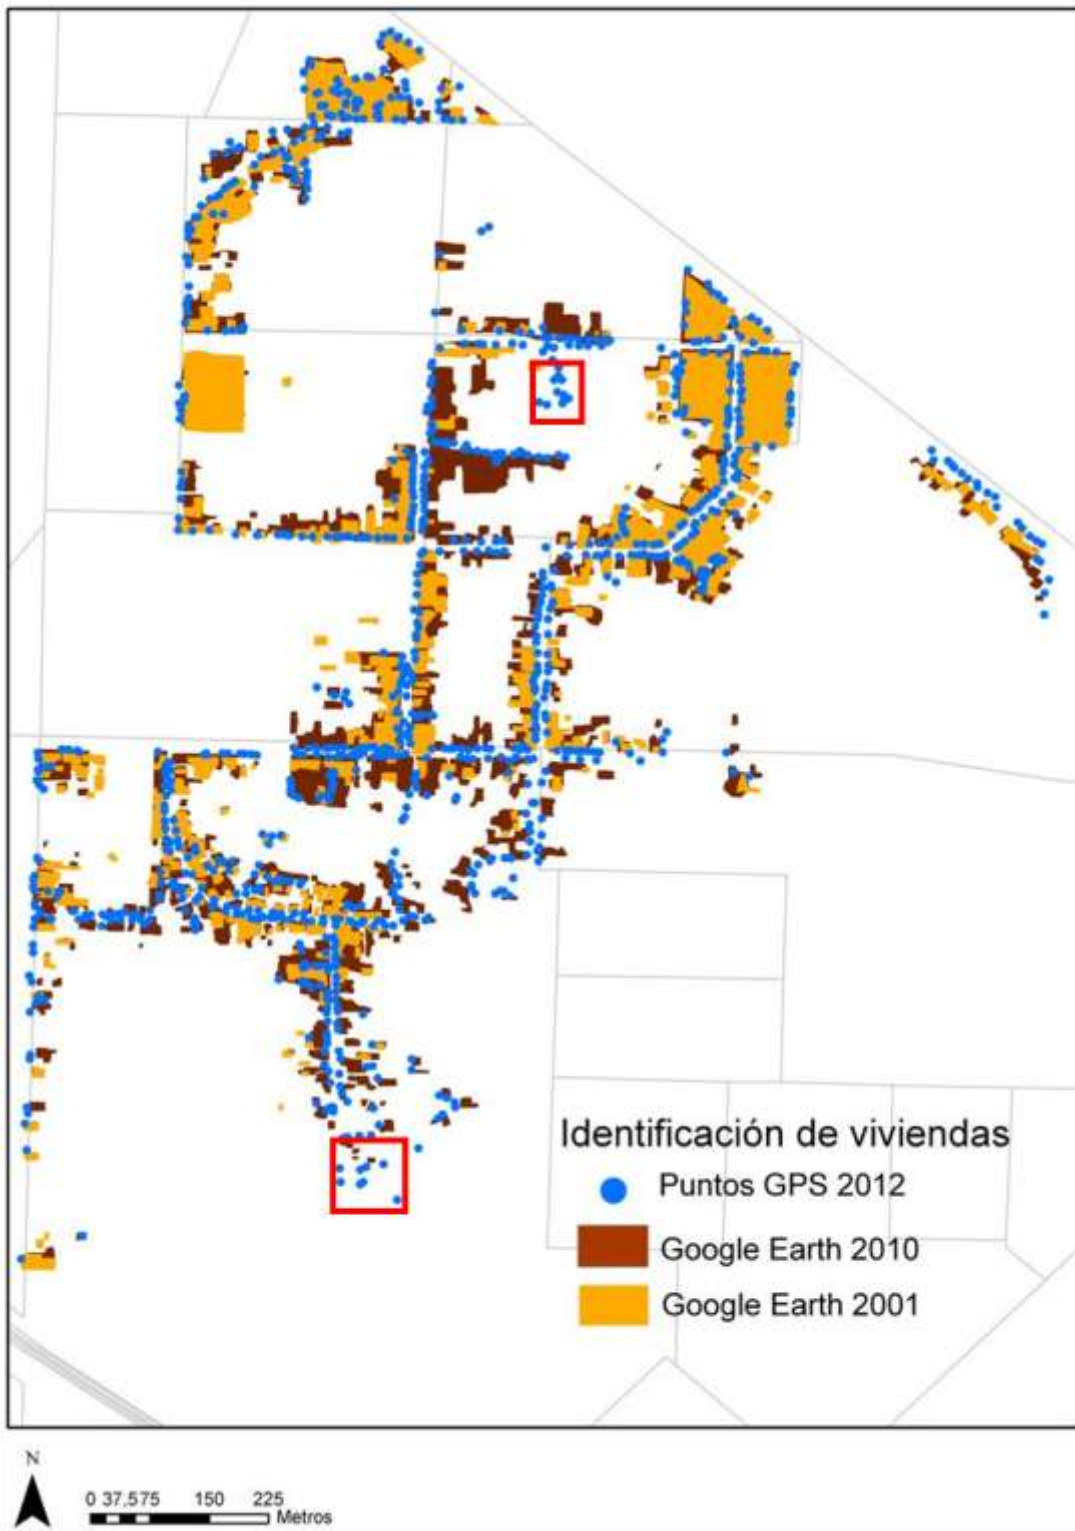 Identificación de viviendas
Puntos GPS 2012
Google Earth 2010
Google Earth 2001
N
0 37,575 150 225
Metros